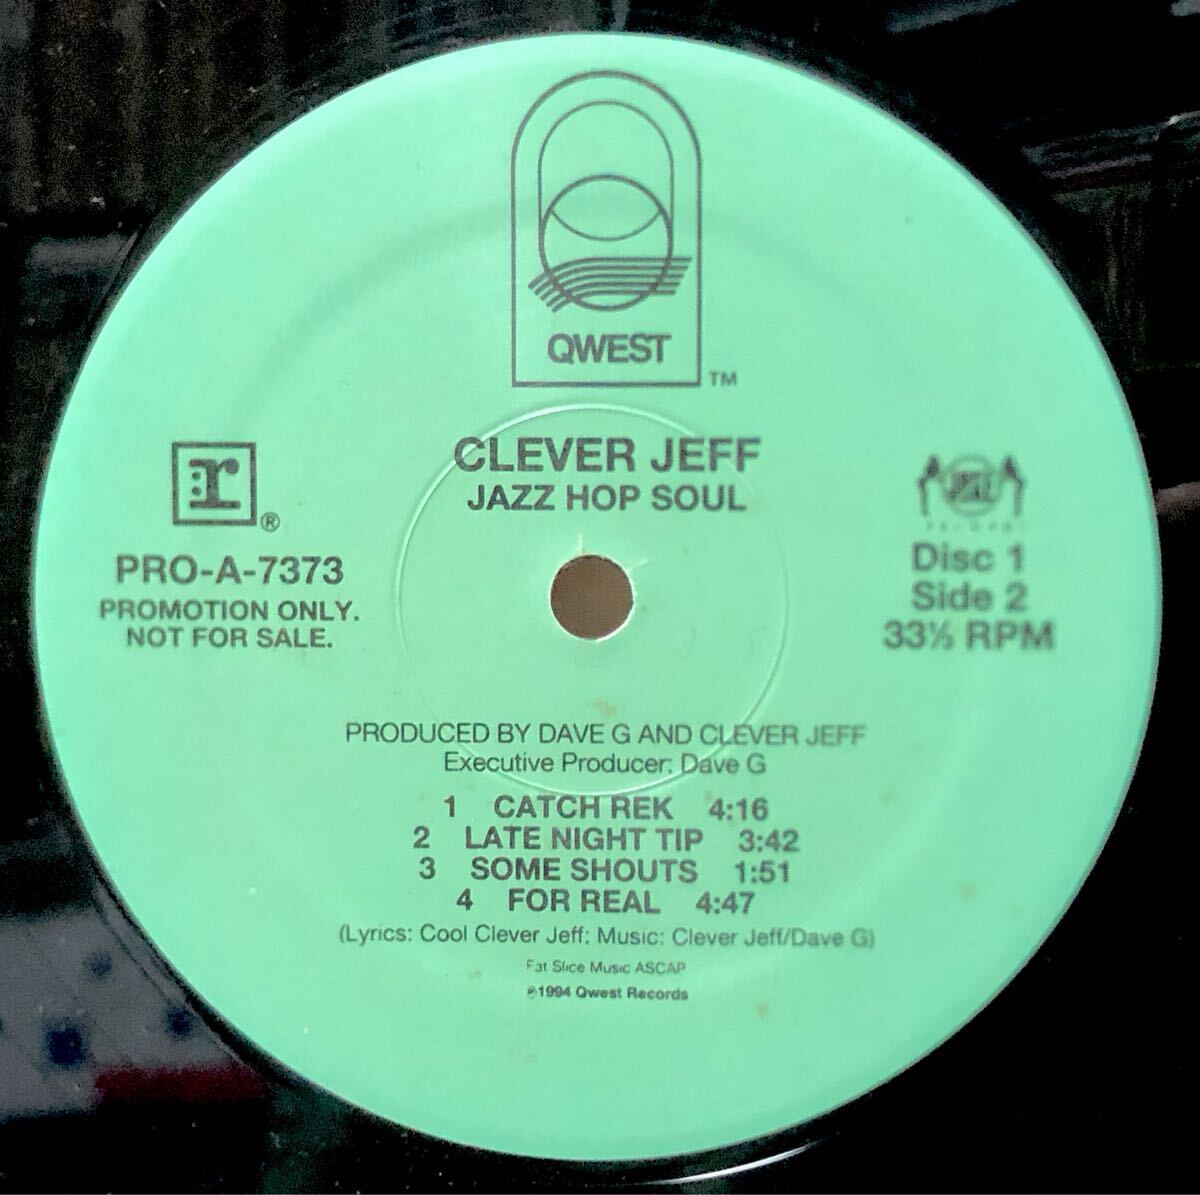 QWEST
TM
CLEVER JEFF
JAZZ HOP SOUL
r
®
PRO-A-7373
PROMOTION ONLY.
NOT FOR SALE.
RECORDS
Disc 1
Side 2
33⅓ RPM
PRODUCED BY DAVE G AND CLEVER JEFF
Executive Producer: Dave G
1 CATCH REK 4:16
2 LATE NIGHT TIP 3:42
3 SOME SHOUTS 1:51
4 FOR REAL 4:47
(Lyrics: Cool Clever Jeff: Music: Clever Jeff/Dave G)
Fat Slice Music ASCAP
℗1994 Qwest Records